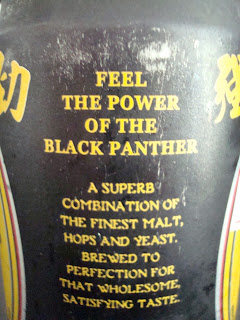 FEEL
THE POWER
OF THE
BLACK PANTHER
A SUPERB
COMBINATION OF
THE FINEST MALT,
HOPS AND YEAST.
BREWED TO
PERFECTION FOR
THAT WHOLESOME,
SATISFYING TASTE.